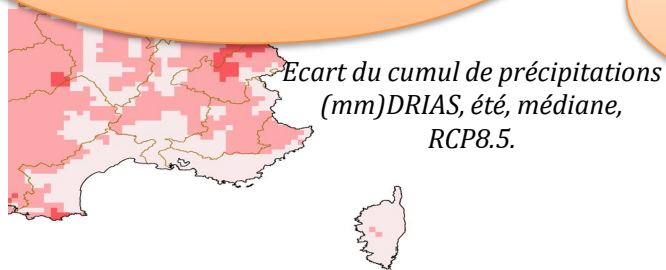 Ecart du cumul de précipitations
(mm)DRIAS, été, médiane,
RCP8.5.